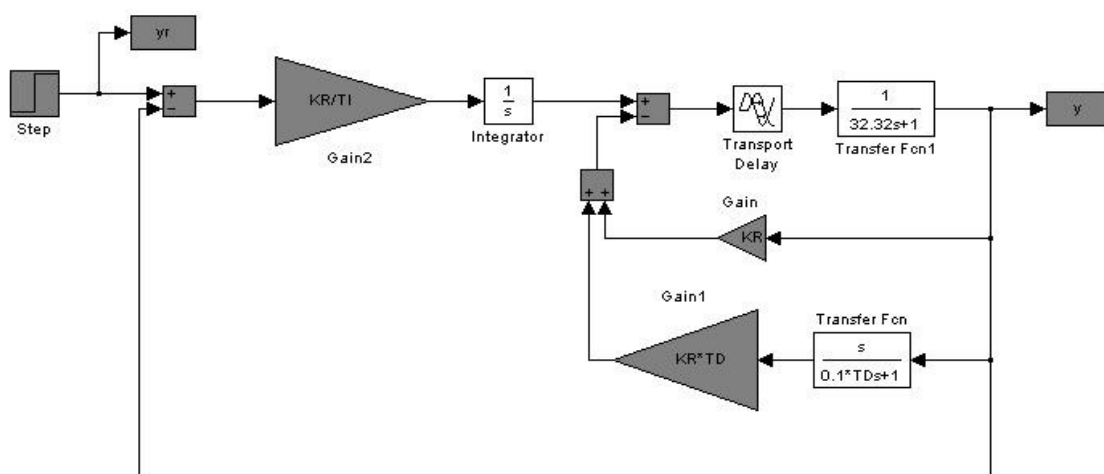 yr
Step
+
−
KR/TI
Gain2
1
s
Integrator
+
−
Transport
Delay
1
32.32s+1
Transfer Fcn1
y
+ +
Gain
KR
Gain1
KR*TD
Transfer Fcn
s
0.1*TDs+1